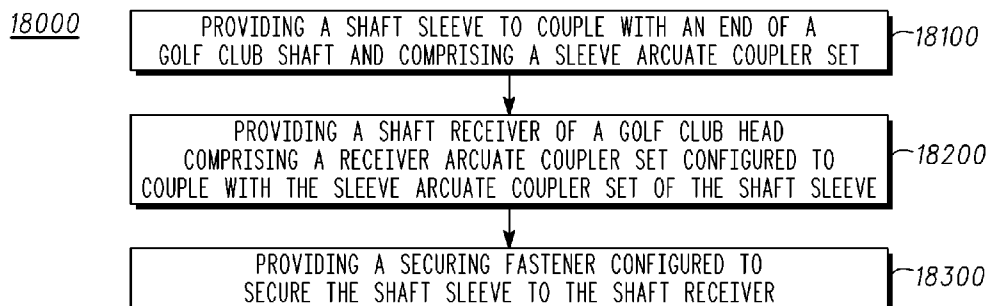 18000
PROVIDING A SHAFT SLEEVE TO COUPLE WITH AN END OF A
GOLF CLUB SHAFT AND COMPRISING A SLEEVE ARCUATE COUPLER SET
18100
PROVIDING A SHAFT RECEIVER OF A GOLF CLUB HEAD
COMPRISING A RECEIVER ARCUATE COUPLER SET CONFIGURED TO
COUPLE WITH THE SLEEVE ARCUATE COUPLER SET OF THE SHAFT SLEEVE
18200
PROVIDING A SECURING FASTENER CONFIGURED TO
SECURE THE SHAFT SLEEVE TO THE SHAFT RECEIVER
18300